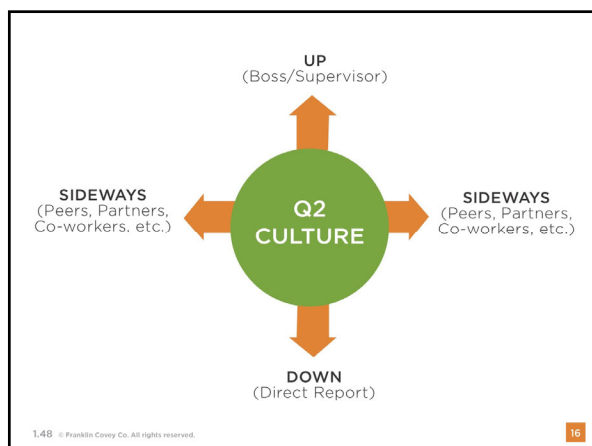 UP
(Boss/Supervisor)
SIDEWAYS
(Peers, Partners,
Co-workers. etc.)
Q2
CULTURE
SIDEWAYS
(Peers, Partners,
Co-workers, etc.)
DOWN
(Direct Report)
1.48 © Franklin Covey Co. All rights reserved.
16